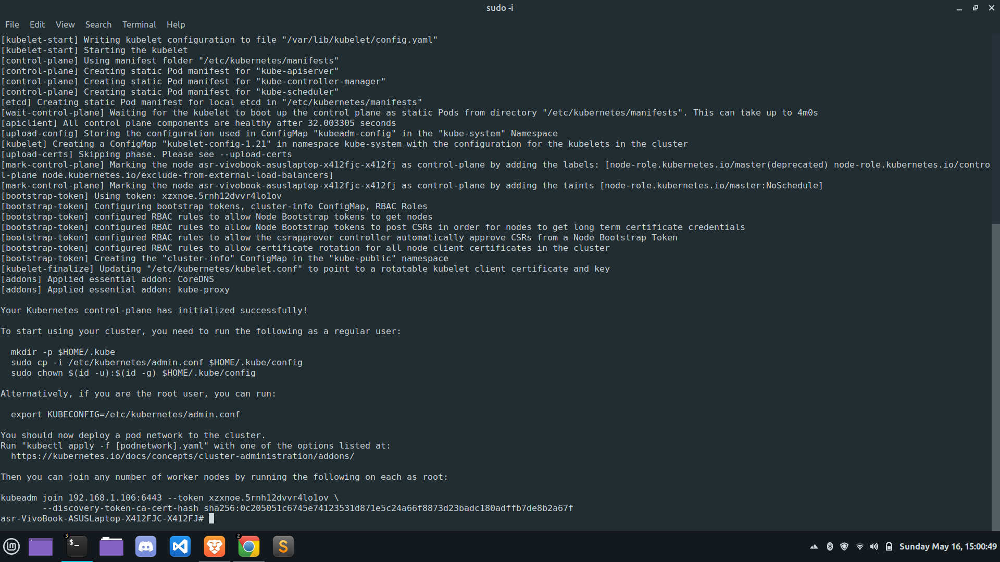 sudo -i
File Edit View Search Terminal Help
[kubelet-start] Writing kubelet configuration to file "/var/lib/kubelet/config.yaml"
[kubelet-start] Starting the kubelet
[control-plane] Using manifest folder "/etc/kubernetes/manifests"
[control-plane] Creating static Pod manifest for "kube-apiserver"
[control-plane] Creating static Pod manifest for "kube-controller-manager"
[control-plane] Creating static Pod manifest for "kube-scheduler"
[etcd] Creating static Pod manifest for local etcd in "/etc/kubernetes/manifests"
[wait-control-plane] Waiting for the kubelet to boot up the control plane as static Pods from directory "/etc/kubernetes/manifests". This can take up to 4m0s
[apiclient] All control plane components are healthy after 32.003305 seconds
[upload-config] Storing the configuration used in ConfigMap "kubeadm-config" in the "kube-system" Namespace
[kubelet] Creating a ConfigMap "kubelet-config-1.21" in namespace kube-system with the configuration for the kubelets in the cluster
[upload-certs] Skipping phase. Please see --upload-certs
[mark-control-plane] Marking the node asr-vivobook-asuslaptop-x412fjc-x412fj as control-plane by adding the labels: [node-role.kubernetes.io/master(deprecated) node-role.kubernetes.io/contro
l-plane node.kubernetes.io/exclude-from-external-load-balancers]
[mark-control-plane] Marking the node asr-vivobook-asuslaptop-x412fjc-x412fj as control-plane by adding the taints [node-role.kubernetes.io/master:NoSchedule]
[bootstrap-token] Using token: xzxnoe.5rnh12dvvr4lo1ov
[bootstrap-token] Configuring bootstrap tokens, cluster-info ConfigMap, RBAC Roles
[bootstrap-token] configured RBAC rules to allow Node Bootstrap tokens to get nodes
[bootstrap-token] configured RBAC rules to allow Node Bootstrap tokens to post CSRs in order for nodes to get long term certificate credentials
[bootstrap-token] configured RBAC rules to allow the csrapprover controller automatically approve CSRs from a Node Bootstrap Token
[bootstrap-token] configured RBAC rules to allow certificate rotation for all node client certificates in the cluster
[bootstrap-token] Creating the "cluster-info" ConfigMap in the "kube-public" namespace
[kubelet-finalize] Updating "/etc/kubernetes/kubelet.conf" to point to a rotatable kubelet client certificate and key
[addons] Applied essential addon: CoreDNS
[addons] Applied essential addon: kube-proxy
Your Kubernetes control-plane has initialized successfully!
To start using your cluster, you need to run the following as a regular user:
mkdir -p $HOME/.kube
sudo cp -i /etc/kubernetes/admin.conf $HOME/.kube/config
sudo chown $(id -u):$(id -g) $HOME/.kube/config
Alternatively, if you are the root user, you can run:
export KUBECONFIG=/etc/kubernetes/admin.conf
You should now deploy a pod network to the cluster.
Run "kubectl apply -f [podnetwork].yaml" with one of the options listed at:
https://kubernetes.io/docs/concepts/cluster-administration/addons/
Then you can join any number of worker nodes by running the following on each as root:
kubeadm join 192.168.1.106:6443 --token xzxnoe.5rnh12dvvr4lo1ov \
--discovery-token-ca-cert-hash sha256:0c205051c6745e74123531d871e5c24a66f8873d23badc180adffb7de8b2a67f
asr-VivoBook-ASUSLaptop-X412FJC-X412FJ#
3
$_
2
S
Sunday May 16, 15:00:49